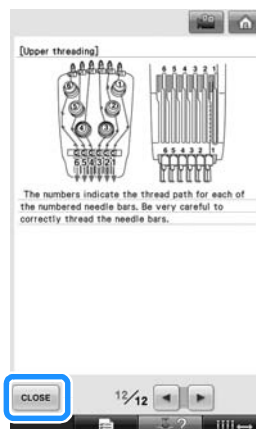 [Upper threading]
6 5 4 3 2 1
6 5 4 3 2 1
6 5 4 3 2 1
The numbers indicate the thread path for each of
the numbered needle bars. Be very careful to
correctly thread the needle bars.
CLOSE
12/12
?